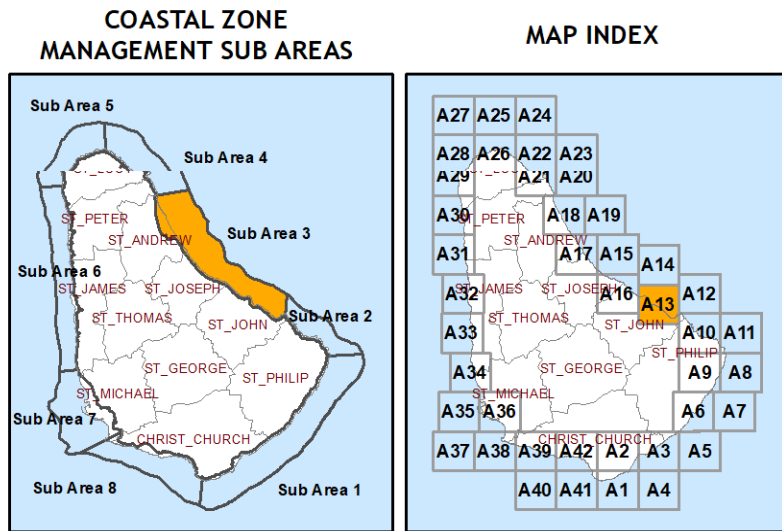 COASTAL ZONE
MANAGEMENT SUB AREAS
Sub Area 5
Sub Area 4
ST_PETER
ST_ANDREW
Sub Area 3
Sub Area 6
ST_JAMES
ST_JOSEPH
ST_THOMAS
ST_JOHN
Sub Area 2
ST_GEORGE
ST_PHILIP
ST_MICHAEL
Sub Area 7
CHRIST_CHURCH
Sub Area 8
Sub Area 1
MAP INDEX
A27 A25 A24
A28 A26 A22 A23
A29 A21 A20
A30 A18 A19
ST_PETER
ST_ANDREW
A31 A17 A15 A14
A32 ST_JAMES ST_JOSEPH A16 A13 A12
A33 ST_THOMAS ST_JOHN A10 A11
ST_PHILIP
A34 ST_GEORGE A9 A8
ST_MICHAEL
A35 A36 A6 A7
CHRIST_CHURCH
A37 A38 A39 A42 A2 A3 A5
A40 A41 A1 A4